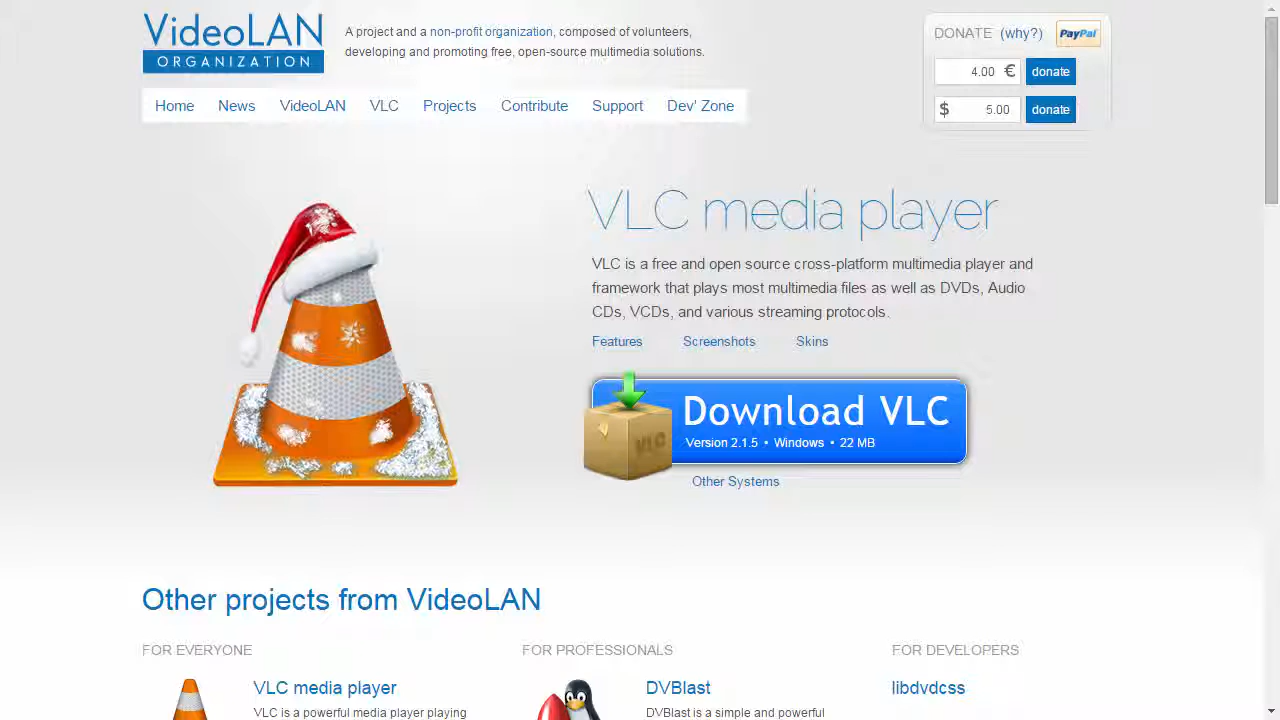 VideoLAN
ORGANIZATION
A project and a non-profit organization, composed of volunteers,
developing and promoting free, open-source multimedia solutions.
DONATE (why?) PayPal
4.00 € donate
$ 5.00 donate
Home News VideoLAN VLC Projects Contribute Support Dev' Zone
VLC media player
VLC is a free and open source cross-platform multimedia player and
framework that plays most multimedia files as well as DVDs, Audio
CDs, VCDs, and various streaming protocols.
Features Screenshots Skins
VLC
Download VLC
Version 2.1.5 • Windows • 22 MB
Other Systems
Other projects from VideoLAN
FOR EVERYONE FOR PROFESSIONALS FOR DEVELOPERS
VLC media player DVBlast libdvdcss
VLC is a powerful media player playing DVBlast is a simple and powerful